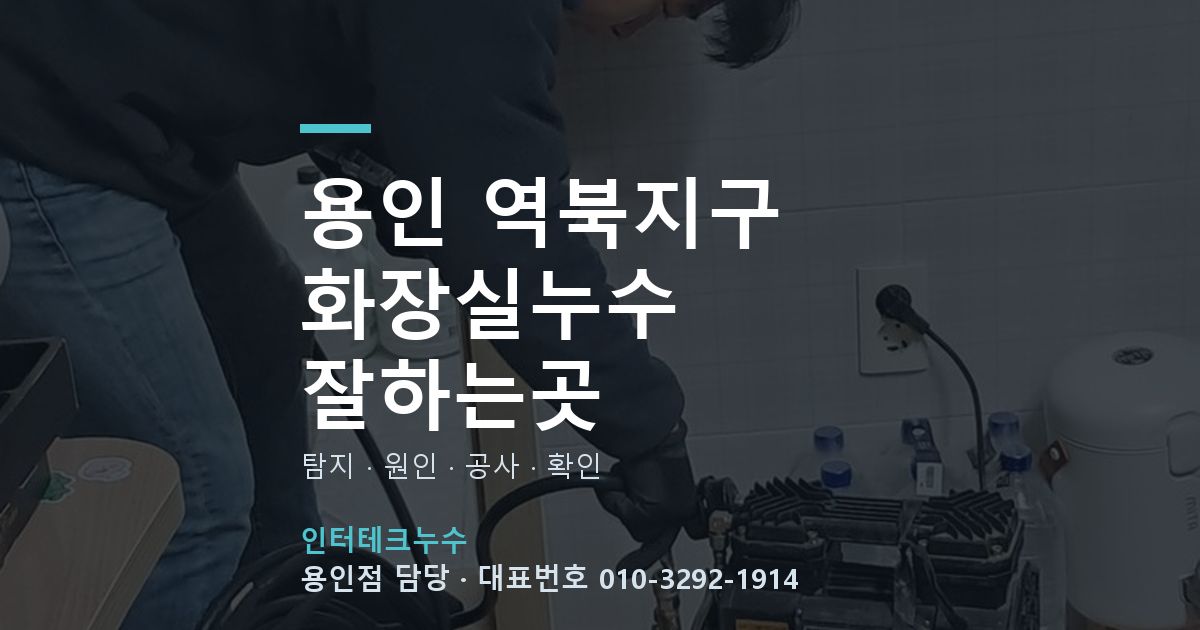 용인 역북지구
화장실누수
잘하는곳
탐지 · 원인 · 공사 · 확인
인터테크누수
용인점 담당 · 대표번호 010-3292-1914